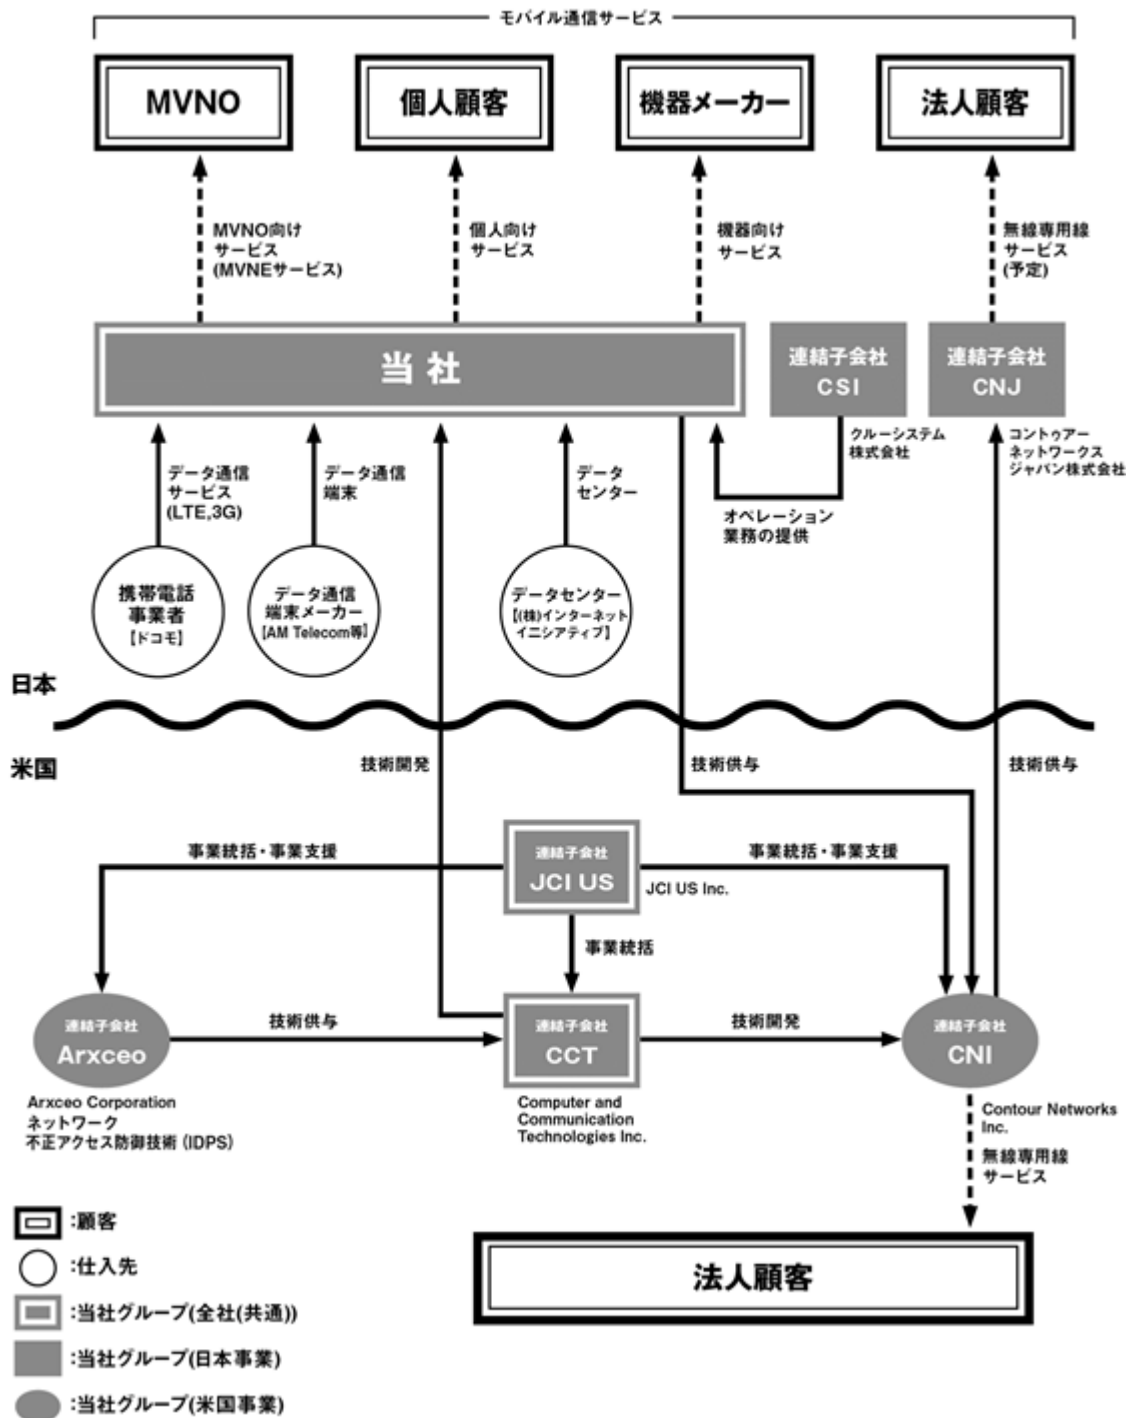 モバイル通信サービス
MVNO
個人顧客
機器メーカー
法人顧客
MVNO向け
サービス
(MVNEサービス)
個人向け
サービス
機器向け
サービス
無線専用線
サービス
(予定)
当社
連結子会社
CSI
連結子会社
CNJ
クルーシステム
株式会社
コントゥアー
ネットワークス
ジャパン株式会社
データ通信
サービス
(LTE,3G)
データ通信
端末
データ
センター
オペレーション
業務の提供
携帯電話
事業者
【ドコモ】
データ通信
端末メーカー
【AM Telecom等】
データセンター
【(株)インターネット
イニシアティブ】
日本
米国
技術開発
技術供与
技術供与
事業統括・事業支援
連結子会社
JCI US
事業統括・事業支援
JCI US Inc.
事業統括
連結子会社
Arxceo
技術供与
連結子会社
CCT
技術開発
連結子会社
CNI
Arxceo Corporation
ネットワーク
不正アクセス防御技術 (IDPS)
Computer and
Communication
Technologies Inc.
Contour Networks
Inc.
無線専用線
サービス
法人顧客
:顧客
:仕入先
:当社グループ(全社(共通))
:当社グループ(日本事業)
:当社グループ(米国事業)